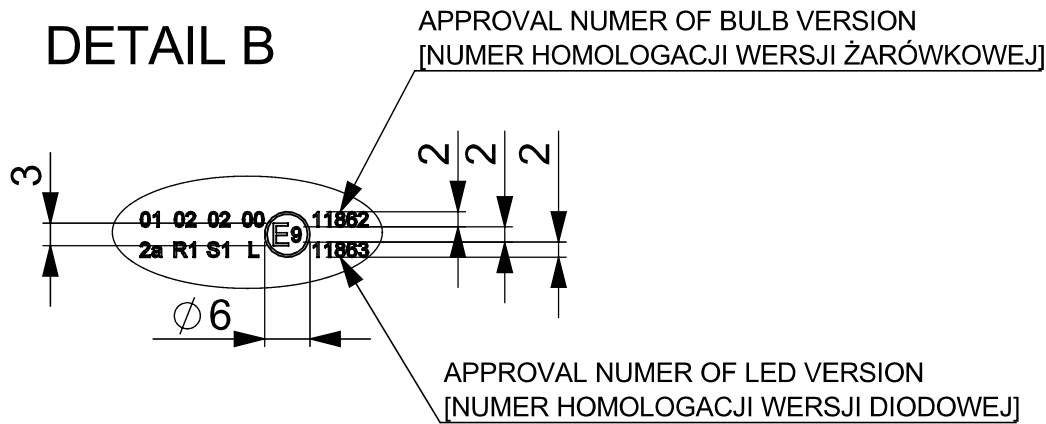 DETAIL B
APPROVAL NUMER OF BULB VERSION
[NUMER HOMOLOGACJI WERSJI ŻARÓWKOWEJ]
3
2 2 2
01 02 02 00 E9 11862
2a R1 S1 L 11863
Ø 6
APPROVAL NUMER OF LED VERSION
[NUMER HOMOLOGACJI WERSJI DIODOWEJ]